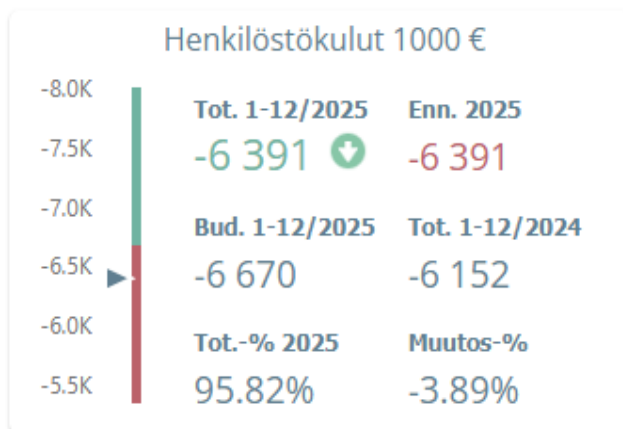 Henkilöstökulut 1000 €
-8.0K
-7.5K
-7.0K
-6.5K
-6.0K
-5.5K
Tot. 1-12/2025 Enn. 2025
-6 391 -6 391
Bud. 1-12/2025 Tot. 1-12/2024
-6 670 -6 152
Tot.-% 2025 Muutos-%
95.82% -3.89%